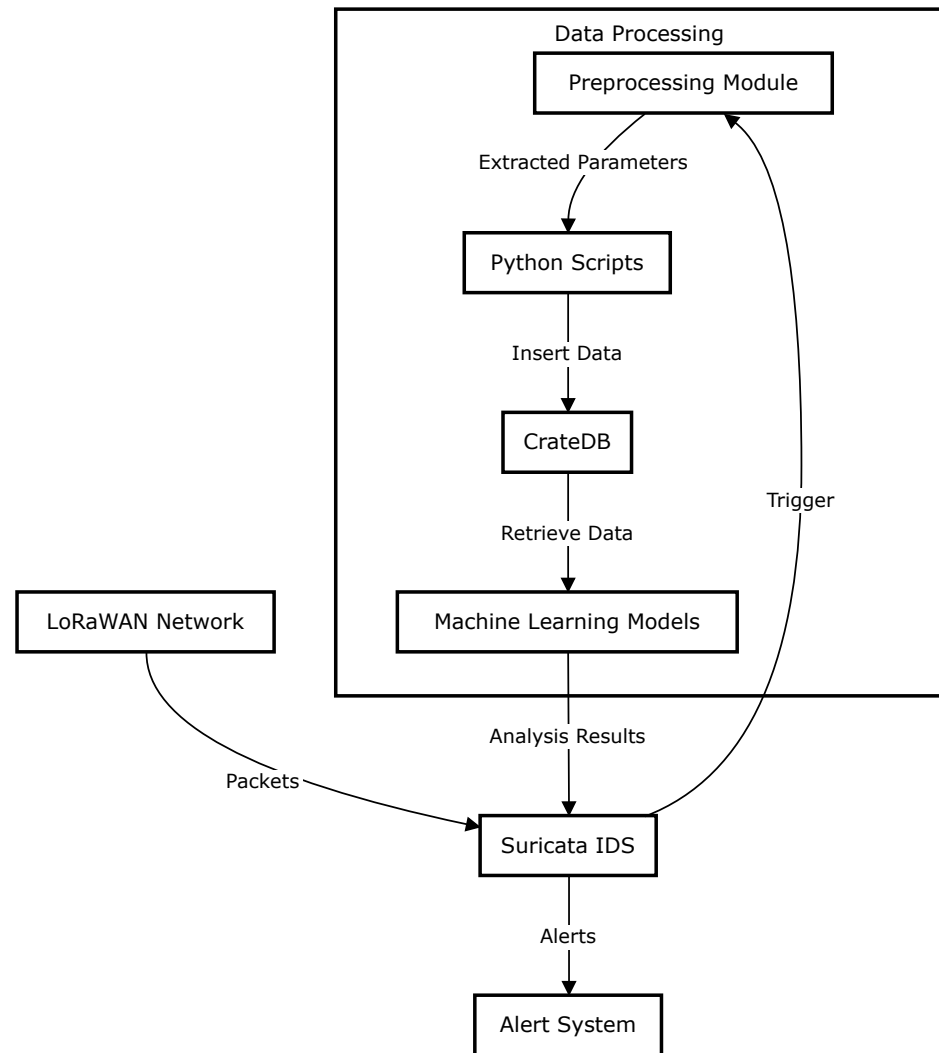 Data Processing
Preprocessing Module
Extracted Parameters
Python Scripts
Insert Data
CrateDB
Trigger
Retrieve Data
LoRaWAN Network
Machine Learning Models
Analysis Results
Packets
Suricata IDS
Alerts
Alert System